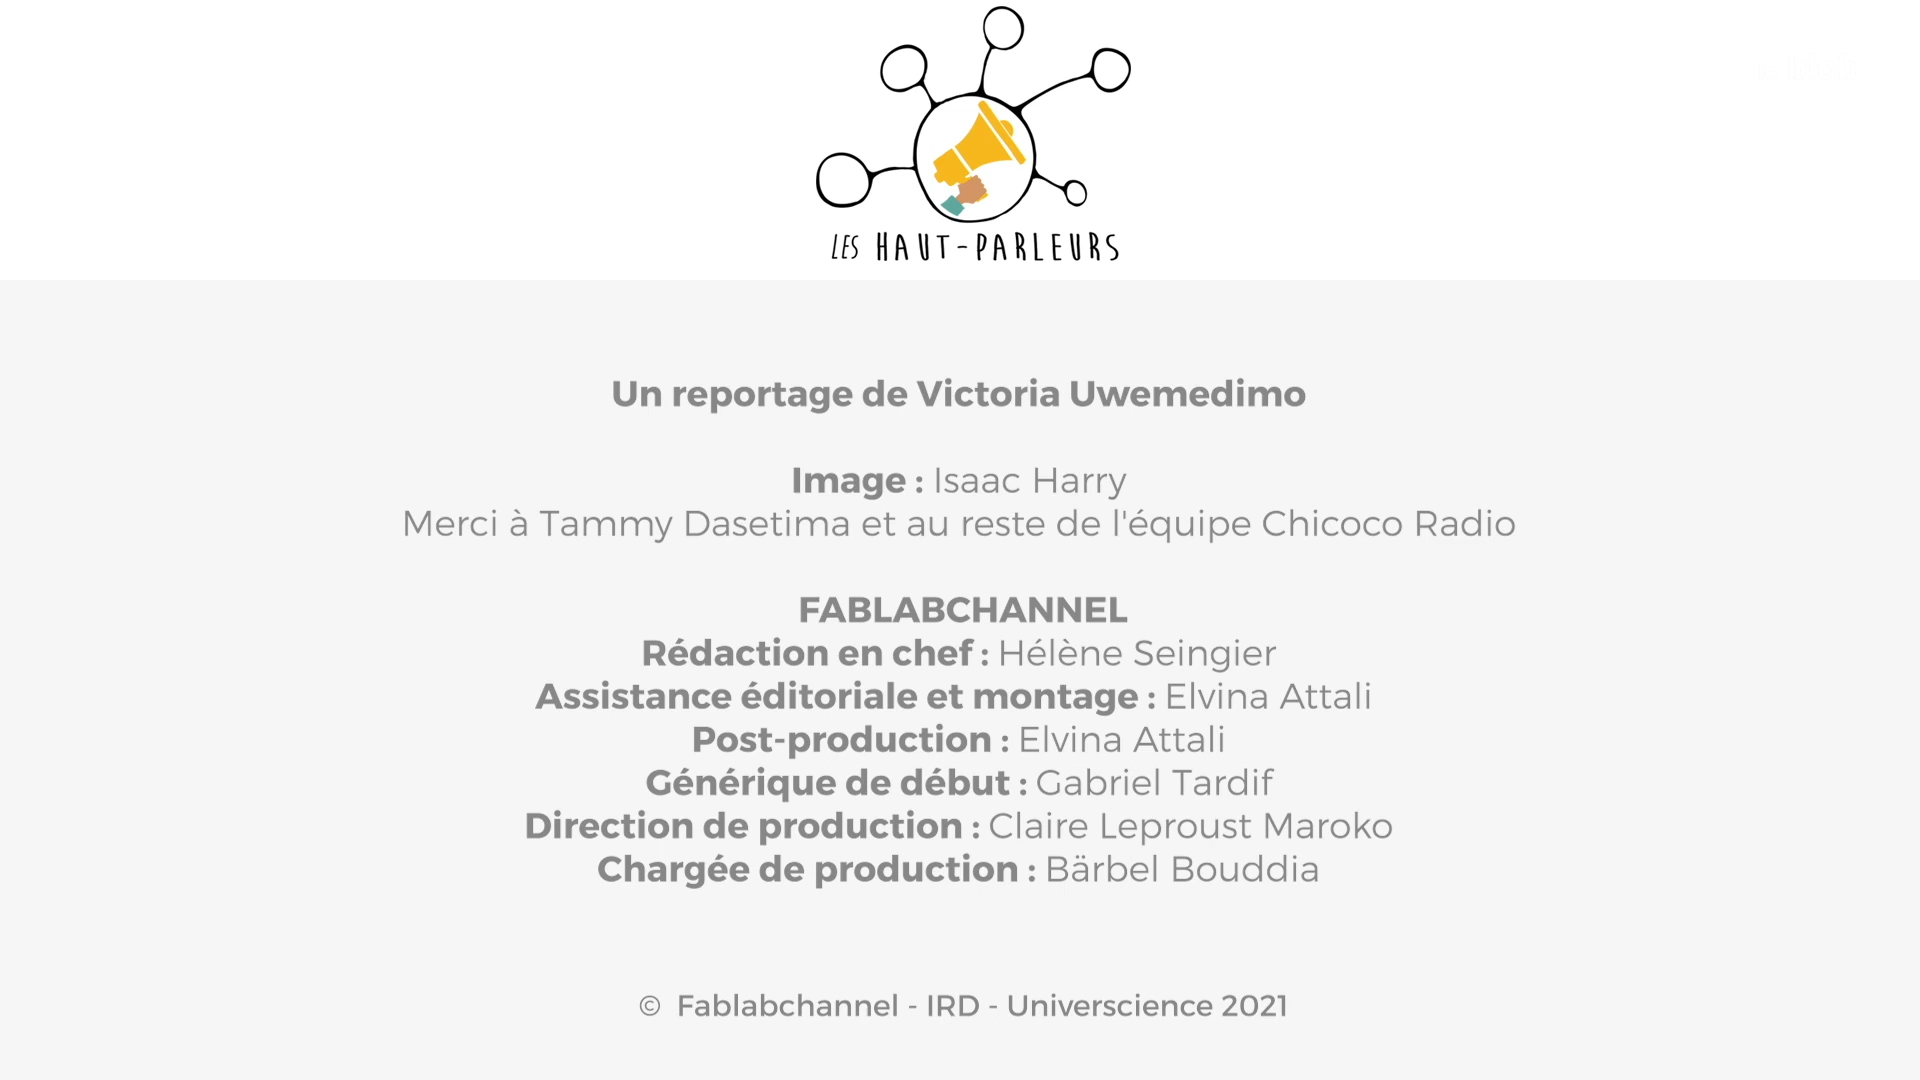 LES HAUT-PARLEURS
Un reportage de Victoria Uwemedimo
Image : Isaac Harry
Merci à Tammy Dasetima et au reste de l'équipe Chicoco Radio
FABLABCHANNEL
Rédaction en chef : Hélène Seingier
Assistance éditoriale et montage : Elvina Attali
Post-production : Elvina Attali
Générique de début : Gabriel Tardif
Direction de production : Claire Leproust Maroko
Chargée de production : Bärbel Bouddia
© Fablabchannel - IRD - Universcience 2021